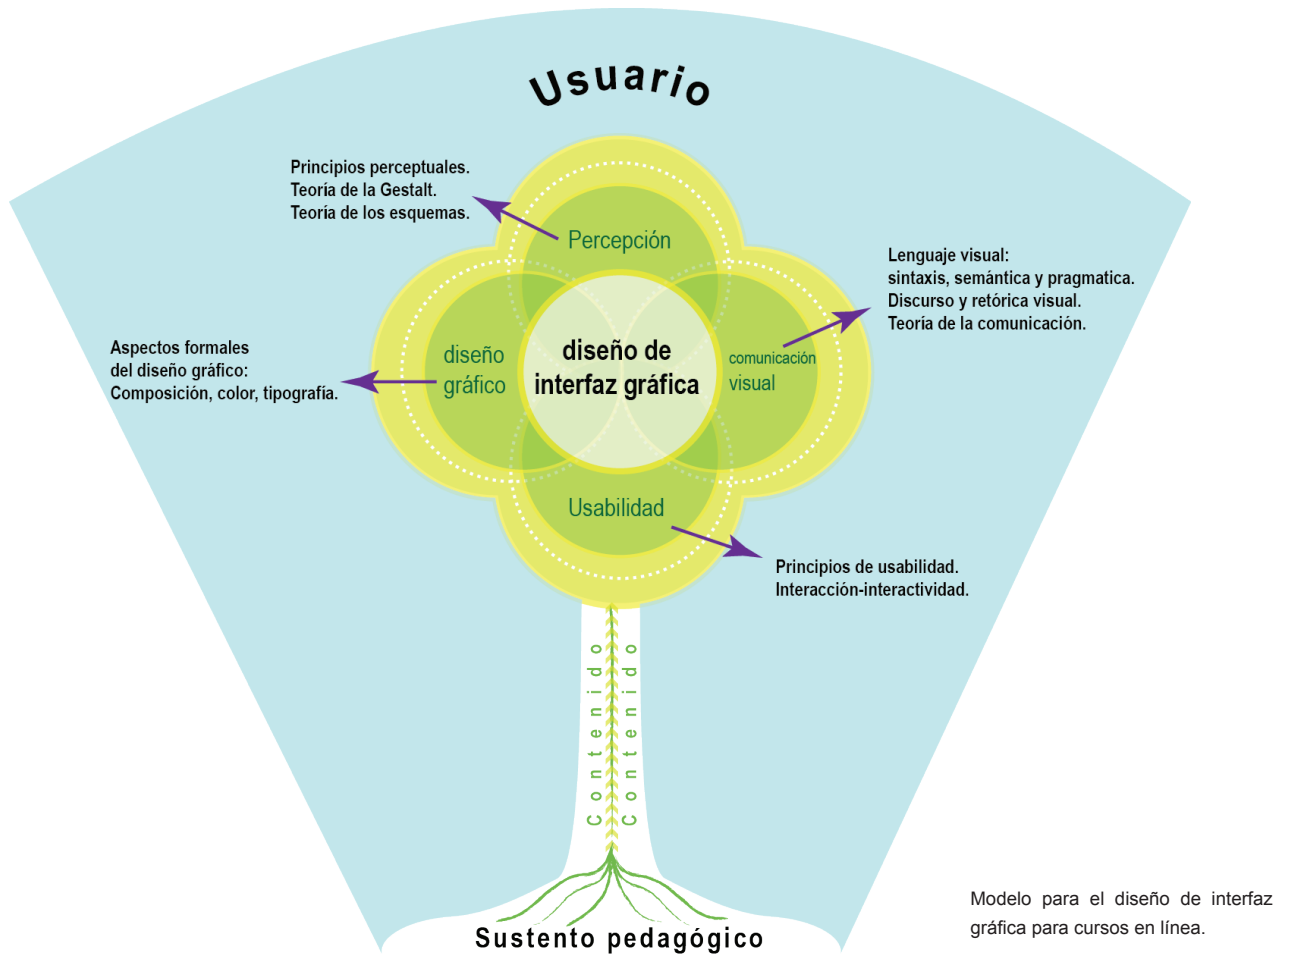 Usuario
Principios perceptuales.
Teoría de la Gestalt.
Teoría de los esquemas.
Percepción
Lenguaje visual:
sintaxis, semántica y pragmatica.
Discurso y retórica visual.
Teoría de la comunicación.
Aspectos formales
del diseño gráfico:
Composición, color, tipografía.
diseño
gráfico
diseño de
interfaz gráfica
comunicación
visual
Usabilidad
Principios de usabilidad.
Interacción-interactividad.
Contenido
Contenido
Sustento pedagógico
Modelo para el diseño de interfaz
gráfica para cursos en línea.